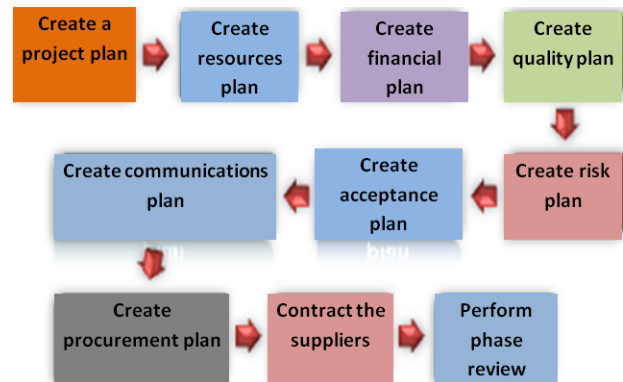 Create a
project plan
Create
resources
plan
Create
financial
plan
Create
quality plan
Create risk
plan
Create
acceptance
plan
Create communications
plan
Create
procurement plan
Contract the
suppliers
Perform
phase
review